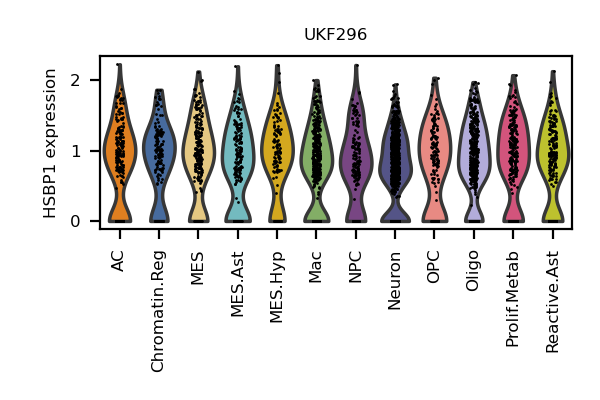 UKF296
HSBP1 expression
2
1
0
AC
Chromatin.Reg
MES
MES.Ast
MES.Hyp
Mac
NPC
Neuron
OPC
Oligo
Prolif.Metab
Reactive.Ast